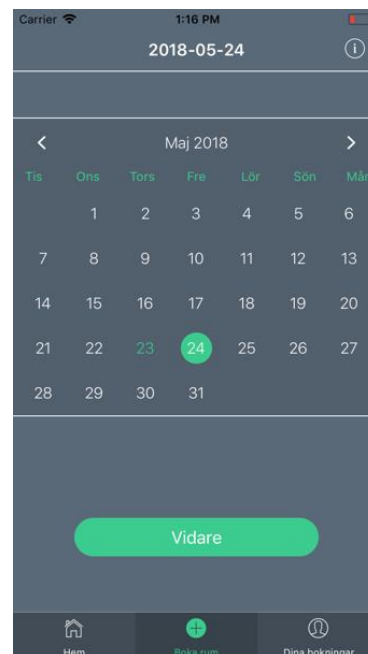 Carrier 1:16 PM
2018-05-24
Maj 2018
Tis Ons Tors Fre Lör Sön Mån
1 2 3 4 5 6
7 8 9 10 11 12 13
14 15 16 17 18 19 20
21 22 23 24 25 26 27
28 29 30 31
Vidare
Hem Boka rum Dina bokningar